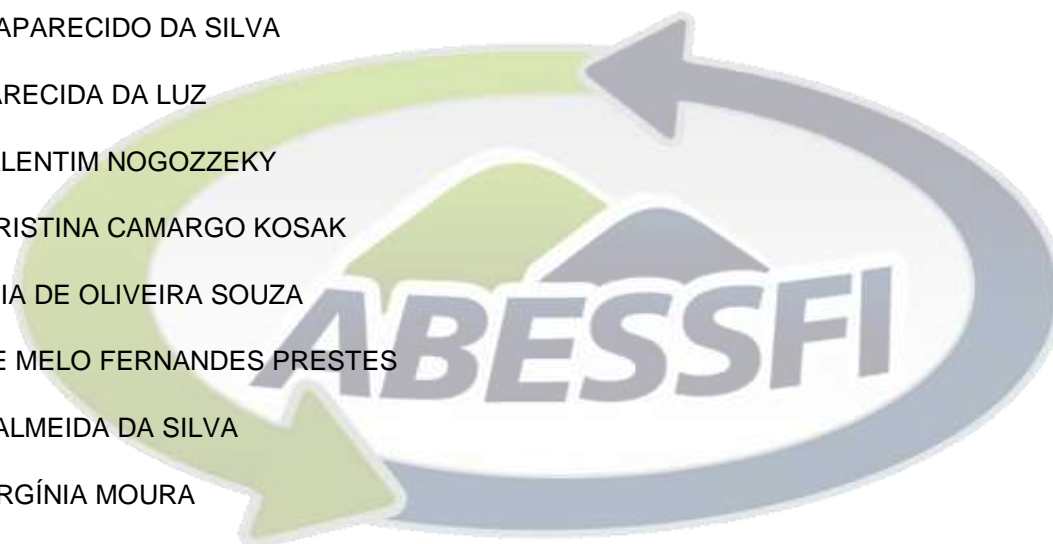 APARECIDO DA SILVA
ARECIDA DA LUZ
LENTIM NOGOZZEKY
RISTINA CAMARGO KOSAK
IA DE OLIVEIRA SOUZA
E MELO FERNANDES PRESTES
ALMEIDA DA SILVA
RGÍNIA MOURA
ABESSFI